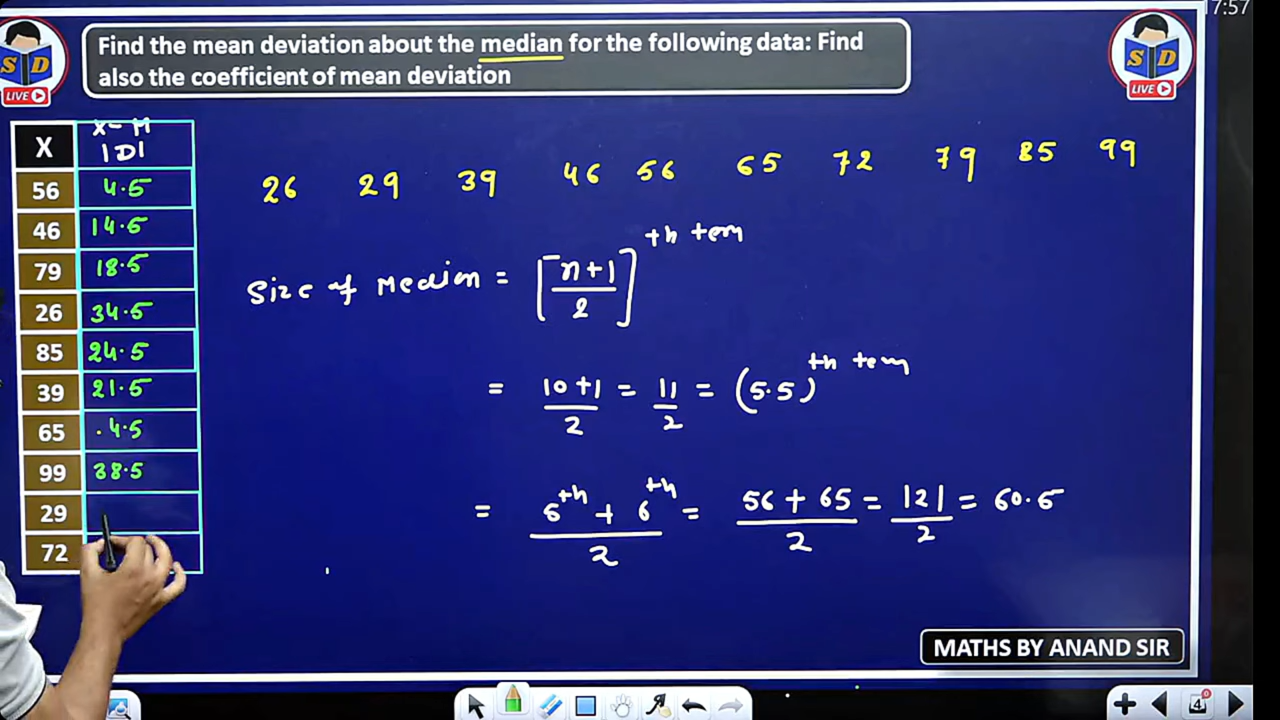 7:57
Find the mean deviation about the median for the following data: Find
also the coefficient of mean deviation
S D
LIVE
S D
LIVE
X X-M
|D|
56 4.5
46 14.5
79 18.5
26 34.5
85 24.5
39 21.5
65 .4.5
99 38.5
29
72
26 29 39 46 56 65 72 79 85 99
Size of Median = [n+1/2]th term
= 10+1/2 = 11/2 = (5.5)th term
= 5th + 6th/2 = 56 + 65/2 = 121/2 = 60.5
MATHS BY ANAND SIR
4
0